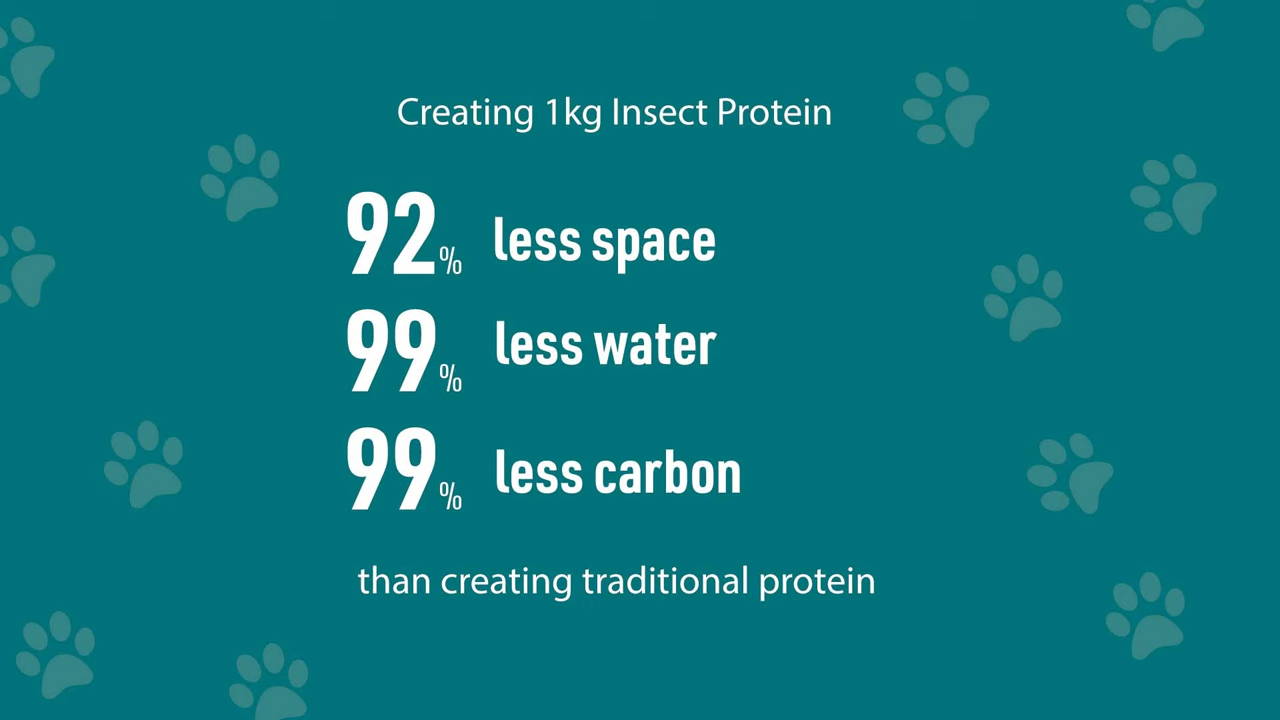 Creating 1kg Insect Protein
92% less space
99% less water
99% less carbon
than creating traditional protein